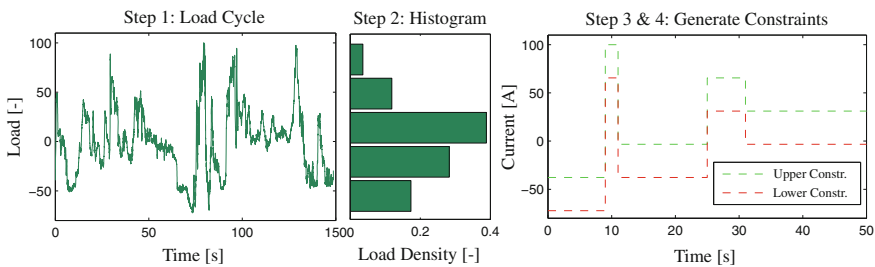 Step 1: Load Cycle
100
50
0
−50
Load [-]
0
50
100
150
Time [s]
Step 2: Histogram
0.2
0.4
Load Density [-]
Step 3 & 4: Generate Constraints
100
50
0
−50
Current [A]
0
10
20
30
40
50
Time [s]
Upper Constr.
Lower Constr.